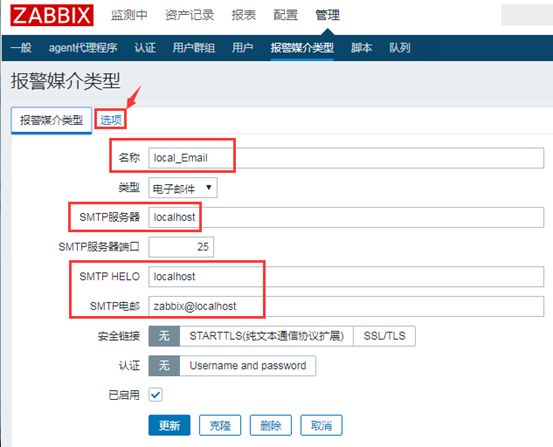 ZABBIX 监测中 资产记录 报表 配置 管理
一般 agent代理程序 认证 用户群组 用户 报警媒介类型 脚本 队列
报警媒介类型
报警媒介类型 选项
名称 local_Email
类型 电子邮件
SMTP服务器 localhost
SMTP服务器端口 25
SMTP HELO localhost
SMTP电邮 zabbix@localhost
安全链接 无 STARTTLS(纯文本通信协议扩展) SSL/TLS
认证 无 Username and password
已启用
更新 克隆 删除 取消